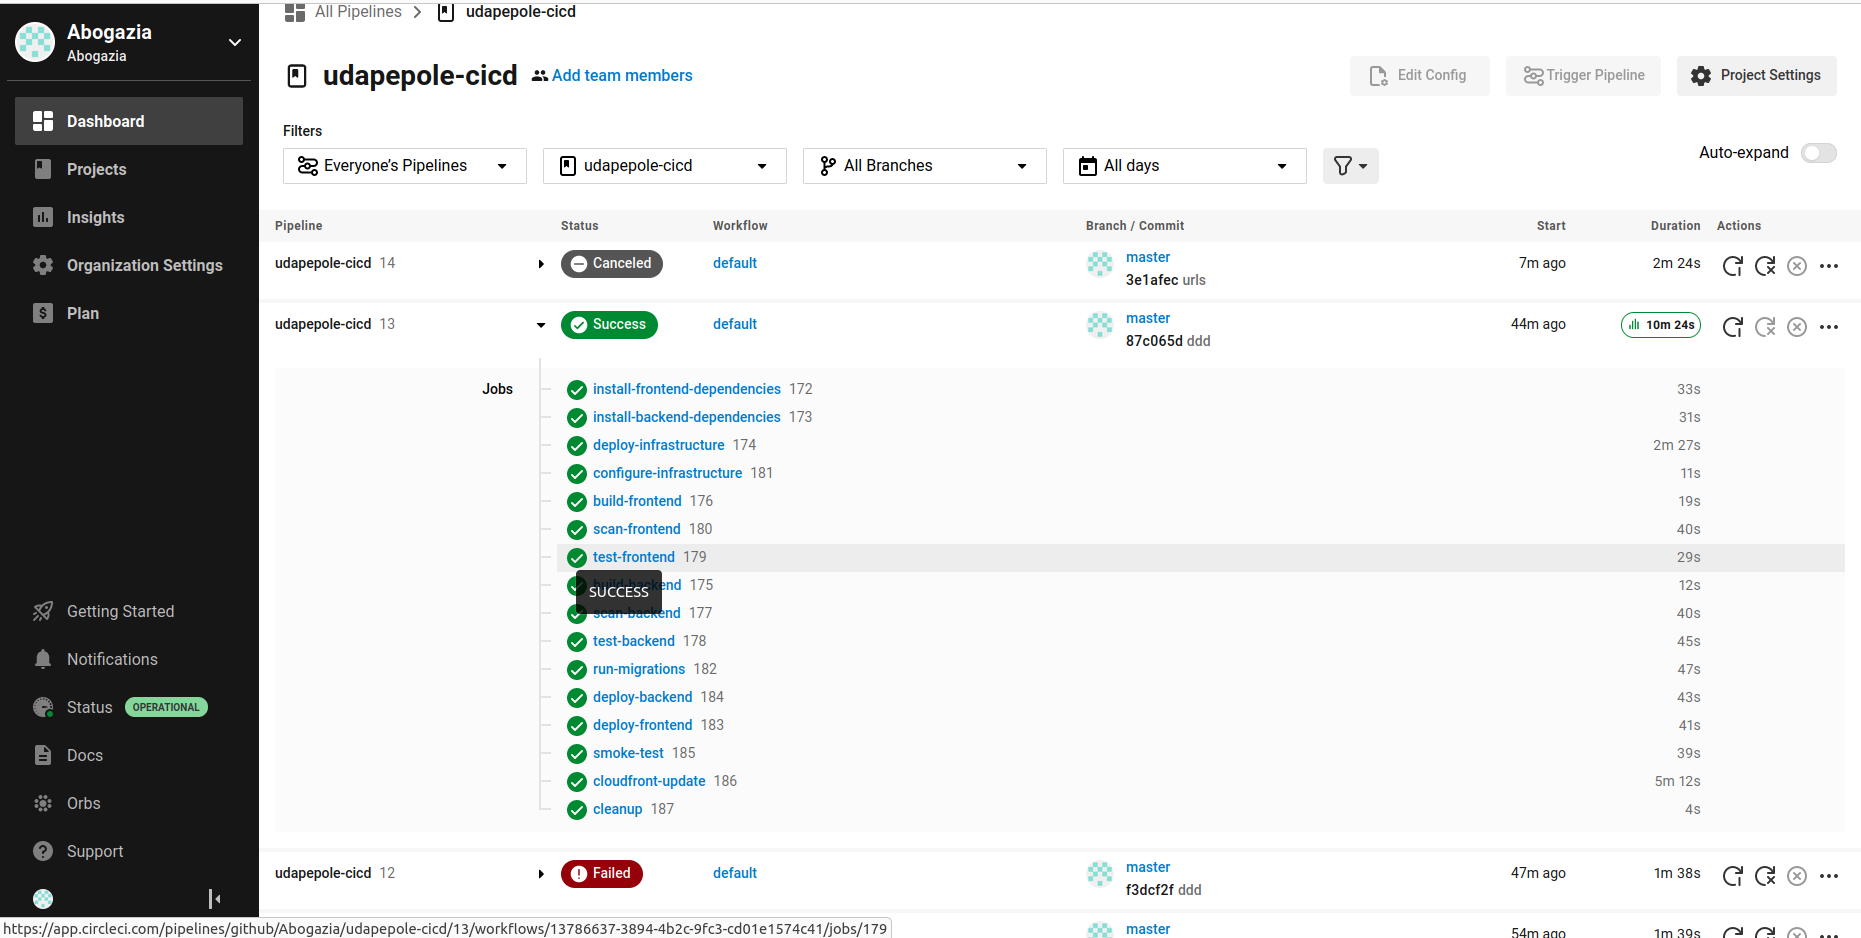 Abogazia
Abogazia
Dashboard
Projects
Insights
Organization Settings
Plan
Getting Started
Notifications
Status OPERATIONAL
Docs
Orbs
Support
All Pipelines udapepole-cicd
udapepole-cicd Add team members
Edit Config Trigger Pipeline Project Settings
Filters
Everyone’s Pipelines udapepole-cicd All Branches All days
Auto-expand
Pipeline Status Workflow Branch / Commit Start Duration Actions
udapepole-cicd 14 Canceled default master 7m ago 2m 24s
3e1afec urls
udapepole-cicd 13 Success default master 44m ago 10m 24s
87c065d ddd
Jobs install-frontend-dependencies 172 33s
install-backend-dependencies 173 31s
deploy-infrastructure 174 2m 27s
configure-infrastructure 181 11s
build-frontend 176 19s
scan-frontend 180 40s
test-frontend 179 29s
build-backend 175 12s
SUCCESS
scan-backend 177 40s
test-backend 178 45s
run-migrations 182 47s
deploy-backend 184 43s
deploy-frontend 183 41s
smoke-test 185 39s
cloudfront-update 186 5m 12s
cleanup 187 4s
udapepole-cicd 12 Failed default master 47m ago 1m 38s
f3dcf2f ddd
master 54m ago 1m 39s
https://app.circleci.com/pipelines/github/Abogazia/udapepole-cicd/13/workflows/13786637-3894-4b2c-9fc3-cd01e1574c41/jobs/179